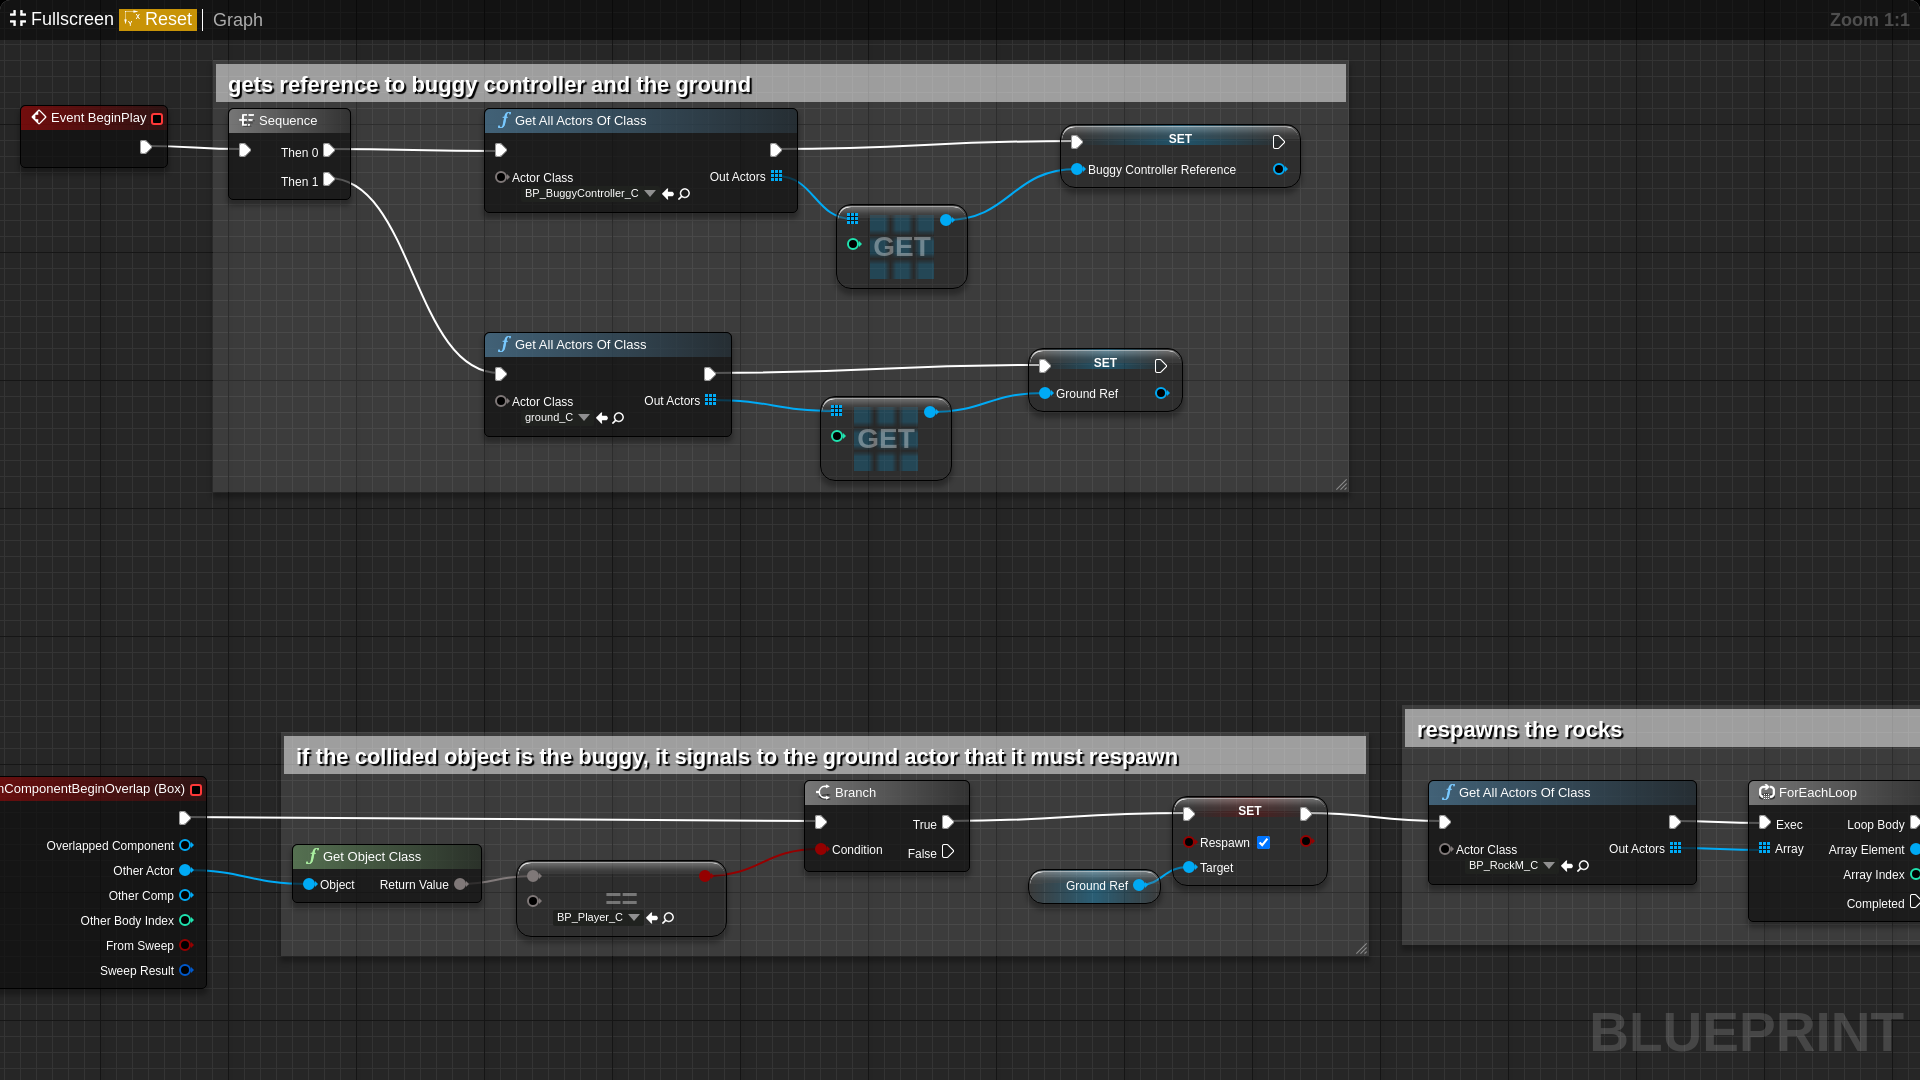 Fullscreen Reset Graph
Zoom 1:1
gets reference to buggy controller and the ground
Event BeginPlay
Sequence
Then 0
Then 1
Get All Actors Of Class
Actor Class
BP_BuggyController_C
Out Actors
GET
SET
Buggy Controller Reference
Get All Actors Of Class
Actor Class
ground_C
Out Actors
GET
SET
Ground Ref
nComponentBeginOverlap (Box)
Overlapped Component
Other Actor
Other Comp
Other Body Index
From Sweep
Sweep Result
if the collided object is the buggy, it signals to the ground actor that it must respawn
Get Object Class
Object
Return Value
==
BP_Player_C
Branch
True
Condition
False
SET
Respawn
Target
Ground Ref
respawns the rocks
Get All Actors Of Class
Actor Class
BP_RockM_C
Out Actors
ForEachLoop
Exec
Loop Body
Array
Array Element
Array Index
Completed
BLUEPRINT